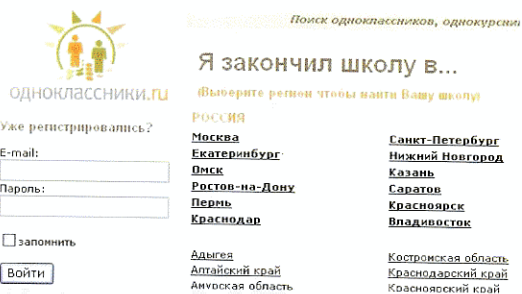 Поиск одноклассников, однокурсни
одноклассники.ru
Я закончил школу в...
(Выберите регион чтобы найти Вашу школу)
Уже регистрировались?
E-mail:
Пароль:
запомнить
Войти
РОССИЯ
Москва
Екатеринбург
Омск
Ростов-на-Дону
Пермь
Краснодар
Санкт-Петербург
Нижний Новгород
Казань
Саратов
Красноярск
Владивосток
Адыгея
Алтайский край
Амурская область
Костромская область
Краснодарский край
Красноярский край